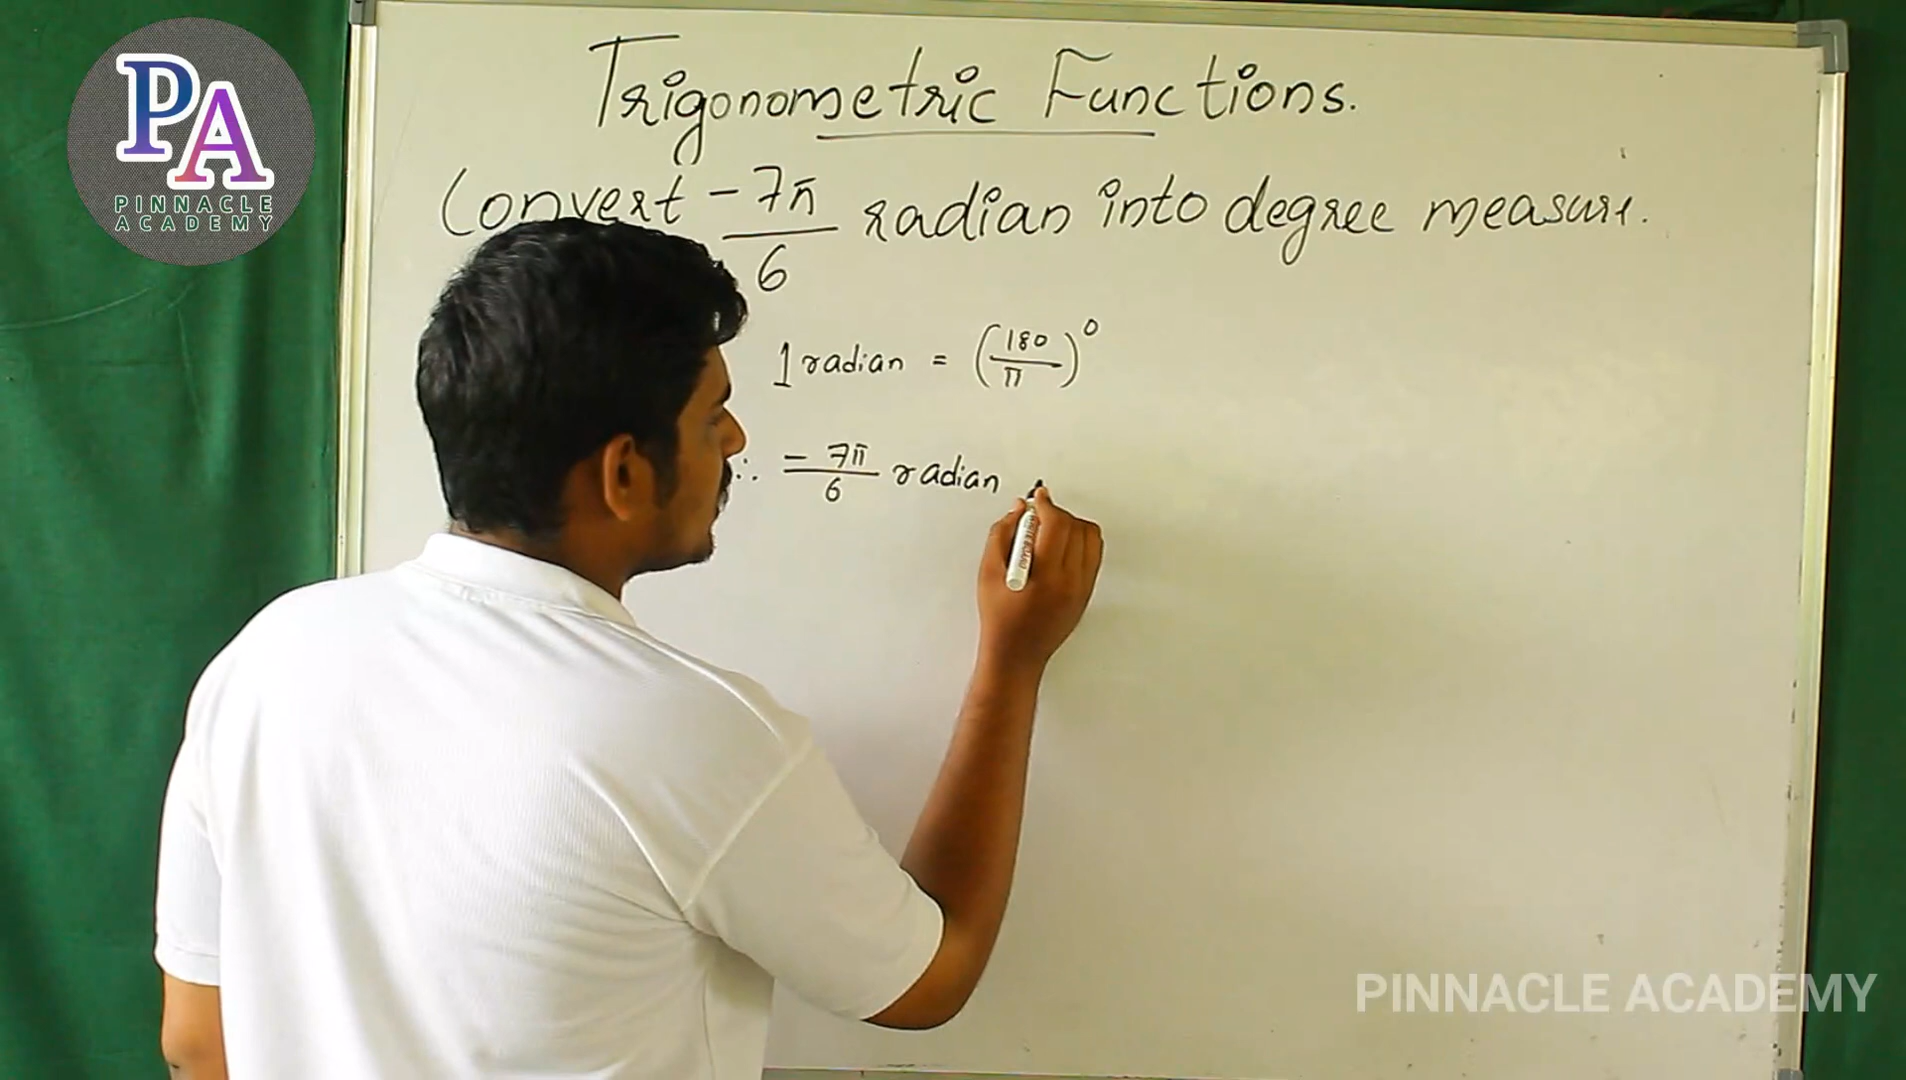 PA
PINNACLE
ACADEMY
Trigonometric Functions.
Convert -7π/6 radian into degree measure.
1 radian = (180/π)⁰
∴ -7π/6 radian
PINNACLE ACADEMY